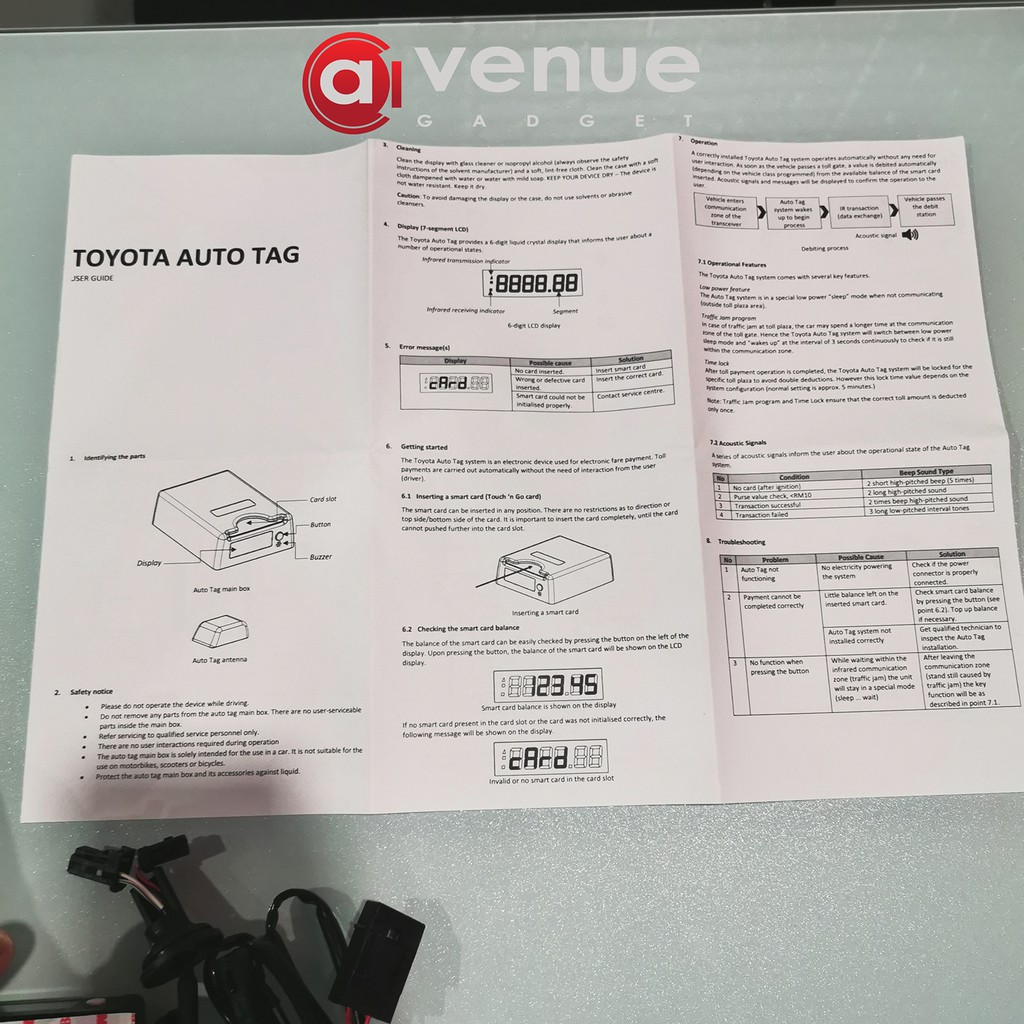 a venue
GADGET
TOYOTA AUTO TAG
USER GUIDE
1. Identifying the parts
Card slot
Button
Buzzer
Display
Auto Tag main box
Auto Tag antenna
2. Safety notice
• Please do not operate the device while driving.
• Do not remove any parts from the auto tag main box. There are no user-serviceable
parts inside the main box.
• Refer servicing to qualified service personnel only.
• There are no user interactions required during operation
• The auto tag main box is solely intended for the use in a car. It is not suitable for the
use on motorbikes, scooters or bicycles.
• Protect the auto tag main box and its accessories against liquid.
3. Cleaning
Clean the display with glass cleaner or isopropyl alcohol (always observe the safety
instructions of the solvent manufacturer) and a soft, lint-free cloth. Clean the case with a soft
cloth dampened with water or water with mild soap. KEEP YOUR DEVICE DRY – The device is
not water resistant. Keep it dry.
Caution: To avoid damaging the display or the case, do not use solvents or abrasive
cleansers.
4. Display (7-segment LCD)
The Toyota Auto Tag provides a 6-digit liquid crystal display that informs the user about a
number of operational states.
Infrared transmission indicator
8888.88
Infrared receiving indicator
Segment
6-digit LCD display
5. Error message(s)
Display Possible cause Solution
cArd. No card inserted. Insert smart card
Wrong or defective card inserted. Insert the correct card.
Smart card could not be initialised properly. Contact service centre.
6. Getting started
The Toyota Auto Tag system is an electronic device used for electronic fare payment. Toll
payments are carried out automatically without the need of interaction from the user
(driver).
6.1 Inserting a smart card (Touch 'n Go card)
The smart card can be inserted in any position. There are no restrictions as to direction or
top side/bottom side of the card. It is important to insert the card completely, until the card
cannot pushed further into the card slot.
Inserting a smart card
6.2 Checking the smart card balance
The balance of the smart card can be easily checked by pressing the button on the left of the
display. Upon pressing the button, the balance of the smart card will be shown on the LCD
display.
123.45
Smart card balance is shown on the display
If no smart card present in the card slot or the card was not initialised correctly, the
following message will be shown on the display.
cArd.
Invalid or no smart card in the card slot
7. Operation
A correctly installed Toyota Auto Tag system operates automatically without any need for
user interaction. As soon as the vehicle passes a toll gate, a value is debited automatically
(depending on the vehicle class programmed) from the available balance of the smart card
inserted. Acoustic signals and messages will be displayed to confirm the operation to the
user.
Vehicle enters communication zone of the transceiver
Auto Tag system wakes up to begin process
IR transaction (data exchange)
Vehicle passes the debit station
Acoustic signal
Debiting process
7.1 Operational Features
The Toyota Auto Tag system comes with several key features.
Low power feature
The Auto Tag system is in a special low power "sleep" mode when not communicating
(outside toll plaza area).
Traffic Jam program
In case of traffic jam at toll plaza, the car may spend a longer time at the communication
zone of the toll gate. Hence the Toyota Auto Tag system will switch between low power
sleep mode and "wakes up" at the interval of 3 seconds continuously to check if it is still
within the communication zone.
Time lock
After toll payment operation is completed, the Toyota Auto Tag system will be locked for the
specific toll plaza to avoid double deductions. However this lock time value depends on the
system configuration (normal setting is approx. 5 minutes.)
Note: Traffic Jam program and Time Lock ensure that the correct toll amount is deducted
only once.
7.2 Acoustic Signals
A series of acoustic signals inform the user about the operational state of the Auto Tag
system.
No Condition Beep Sound Type
1 No card (after ignition) 2 short high-pitched beep (5 times)
2 Purse value check, <RM10 2 long high-pitched sound
3 Transaction successful 2 times beep high-pitched sound
4 Transaction failed 3 long low-pitched interval tones
8. Troubleshooting
No Problem Possible Cause Solution
1 Auto Tag not functioning No electricity powering the system Check if the power connector is properly connected.
2 Payment cannot be completed correctly Little balance left on the inserted smart card. Check smart card balance by pressing the button (see point 6.2). Top up balance if necessary.
Auto Tag system not installed correctly Get qualified technician to inspect the Auto Tag installation.
3 No function when pressing the button While waiting within the infrared communication zone (traffic jam) the unit will stay in a special mode (sleep ... wait) After leaving the communication zone (stand still caused by traffic jam) the key function will be as described in point 7.1.